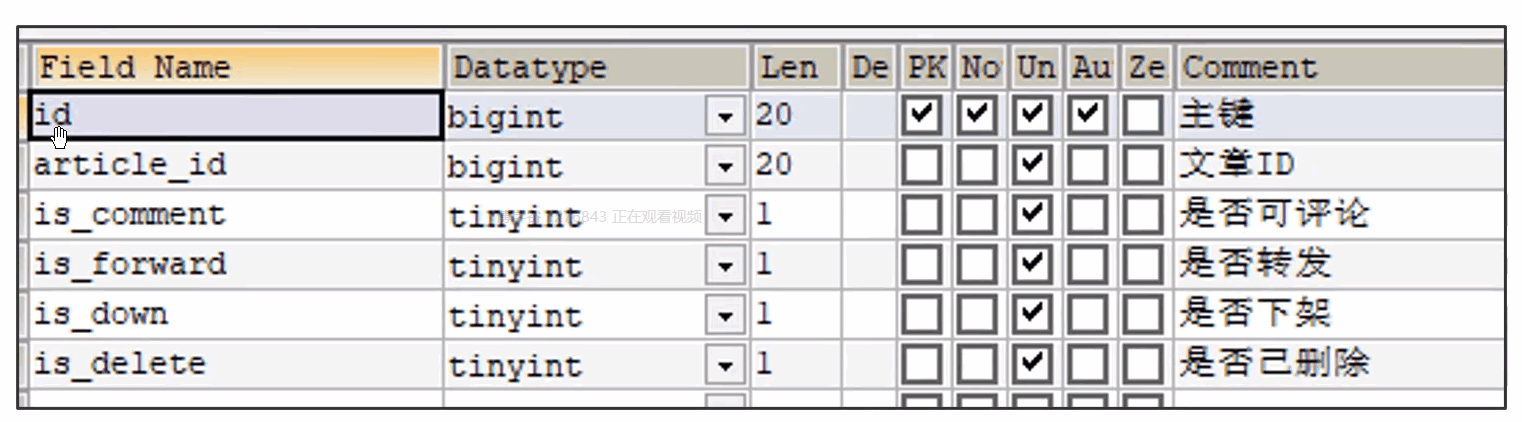 Field Name Datatype Len De PK No Un Au Ze Comment
id bigint 20 主键
article_id bigint 20 文章ID
is_comment tinyint 1 是否可评论
843 正在观看视频
is_forward tinyint 1 是否转发
is_down tinyint 1 是否下架
is_delete tinyint 1 是否已删除